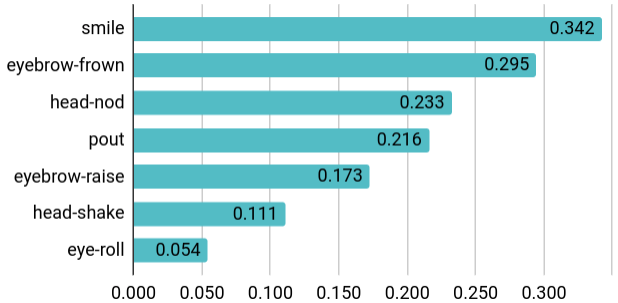 smile 0.342
eyebrow-frown 0.295
head-nod 0.233
pout 0.216
eyebrow-raise 0.173
head-shake 0.111
eye-roll 0.054
0.000 0.050 0.100 0.150 0.200 0.250 0.300